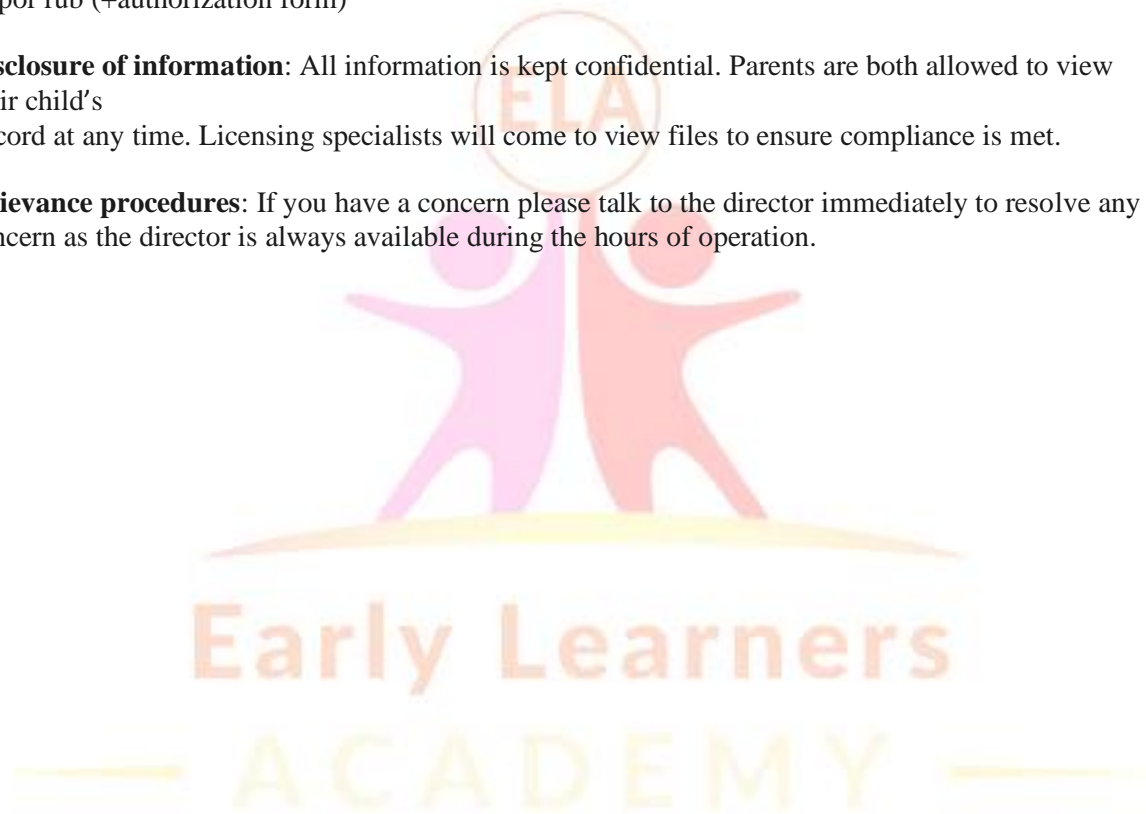 por rub (+authorization form)
sclosure of information: All information is kept confidential. Parents are both allowed to view
ir child's
cord at any time. Licensing specialists will come to view files to ensure compliance is met.
ievance procedures: If you have a concern please talk to the director immediately to resolve any
ncern as the director is always available during the hours of operation.
ELA
Early Learners
ACADEMY